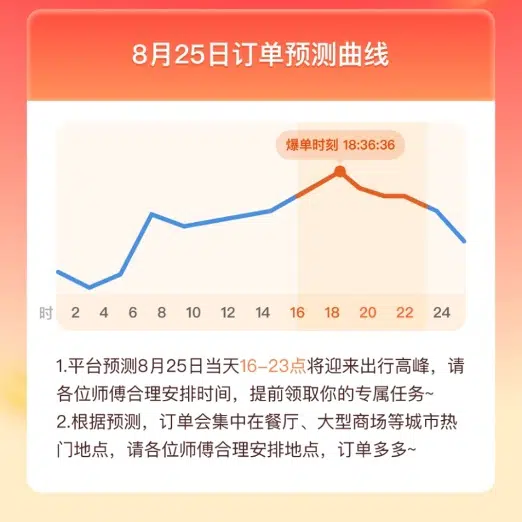 8月25日订单预测曲线
爆单时刻 18:36:36
时 2 4 6 8 10 12 14 16 18 20 22 24
1.平台预测8月25日当天16-23点将迎来出行高峰，请
各位师傅合理安排时间，提前领取你的专属任务~
2.根据预测，订单会集中在餐厅、大型商场等城市热
门地点，请各位师傅合理安排地点，订单多多~